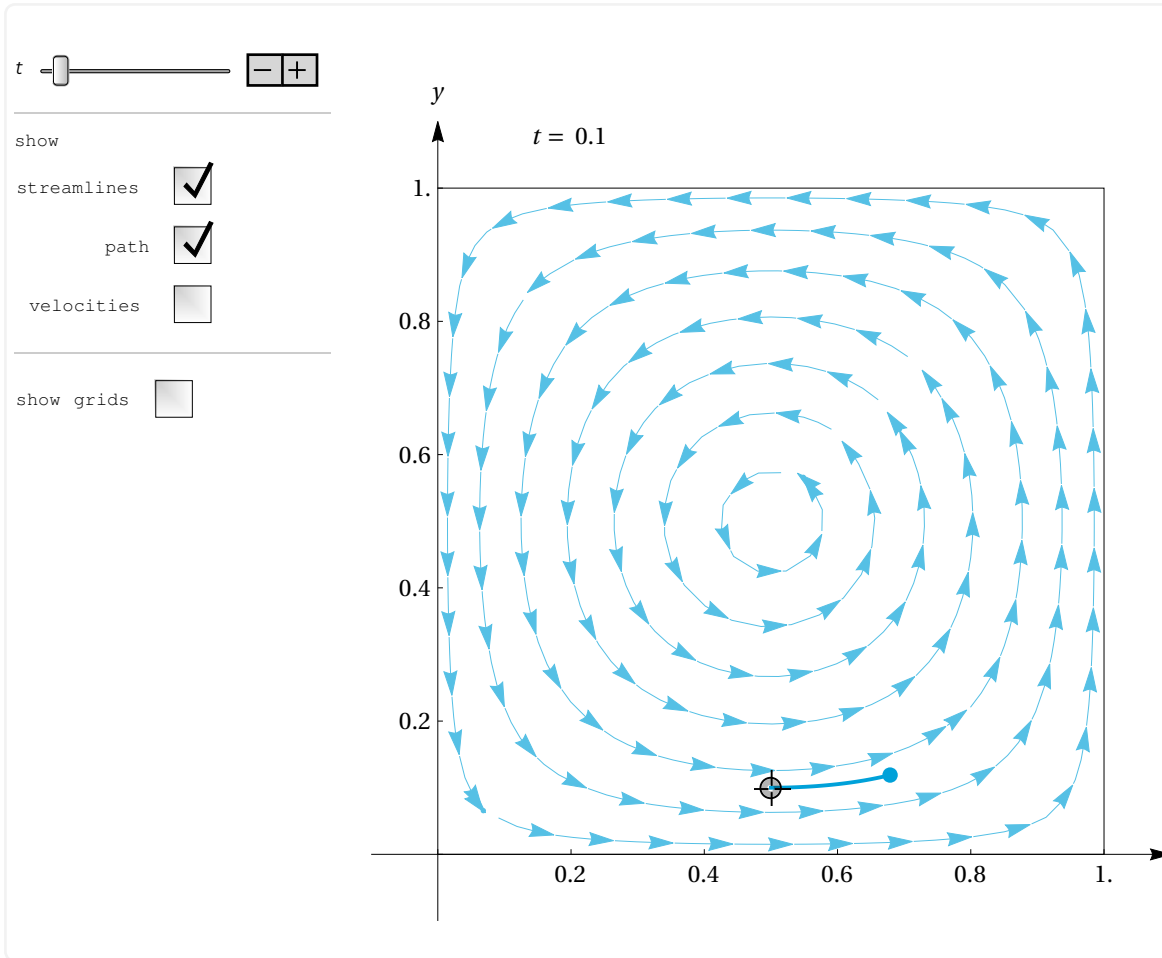 t
− +
show
streamlines
path
velocities
show grids
y
t = 0.1
1.
0.8
0.6
0.4
0.2
0.2 0.4 0.6 0.8 1.